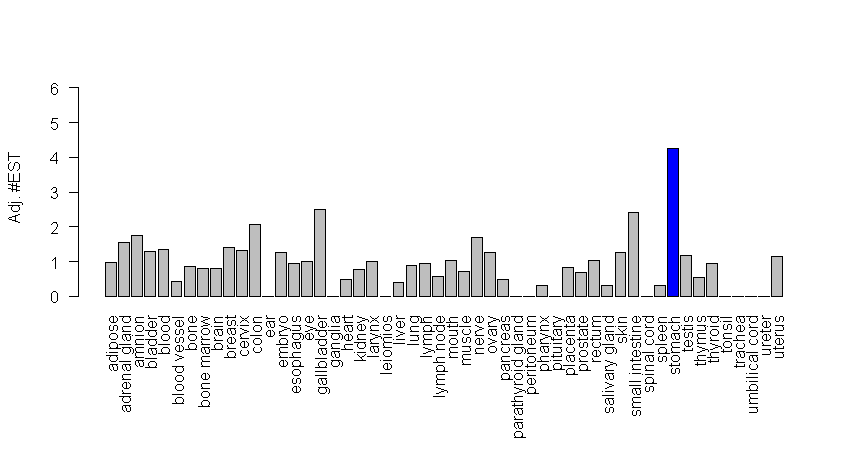 6
5
4
3
2
1
0
Adj. #EST
adipose
adrenal gland
amnion
bladder
blood
blood vessel
bone
bone marrow
brain
breast
cervix
colon
ear
embryo
esophagus
eye
gallbladder
ganglia
heart
kidney
larynx
leiomios
liver
lung
lymph
lymph node
mouth
muscle
nerve
ovary
pancreas
parathyroid gland
peritoneum
pharynx
pituitary
placenta
prostate
rectum
salivary gland
skin
small intestine
spinal cord
spleen
stomach
testis
thymus
thyroid
tonsil
trachea
umbilical cord
ureter
uterus